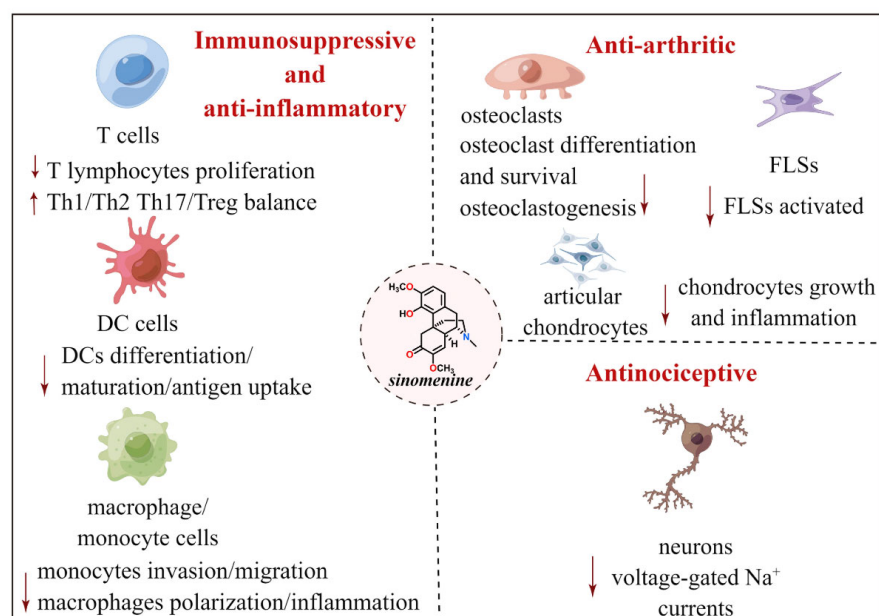 Immunosuppressive
and
anti-inflammatory
T cells
↓ T lymphocytes proliferation
↑ Th1/Th2 Th17/Treg balance
DC cells
DCs differentiation/
↓ maturation/antigen uptake
macrophage/
monocyte cells
monocytes invasion/migration
↓ macrophages polarization/inflammation
H₃CO
HO
N
H
O
OCH₃
sinomenine
Anti-arthritic
osteoclasts
osteoclast differentiation
and survival
osteoclastogenesis ↓
FLSs
↓ FLSs activated
articular
chondrocytes
↓ chondrocytes growth
and inflammation
Antinociceptive
neurons
↓ voltage-gated Na⁺
currents